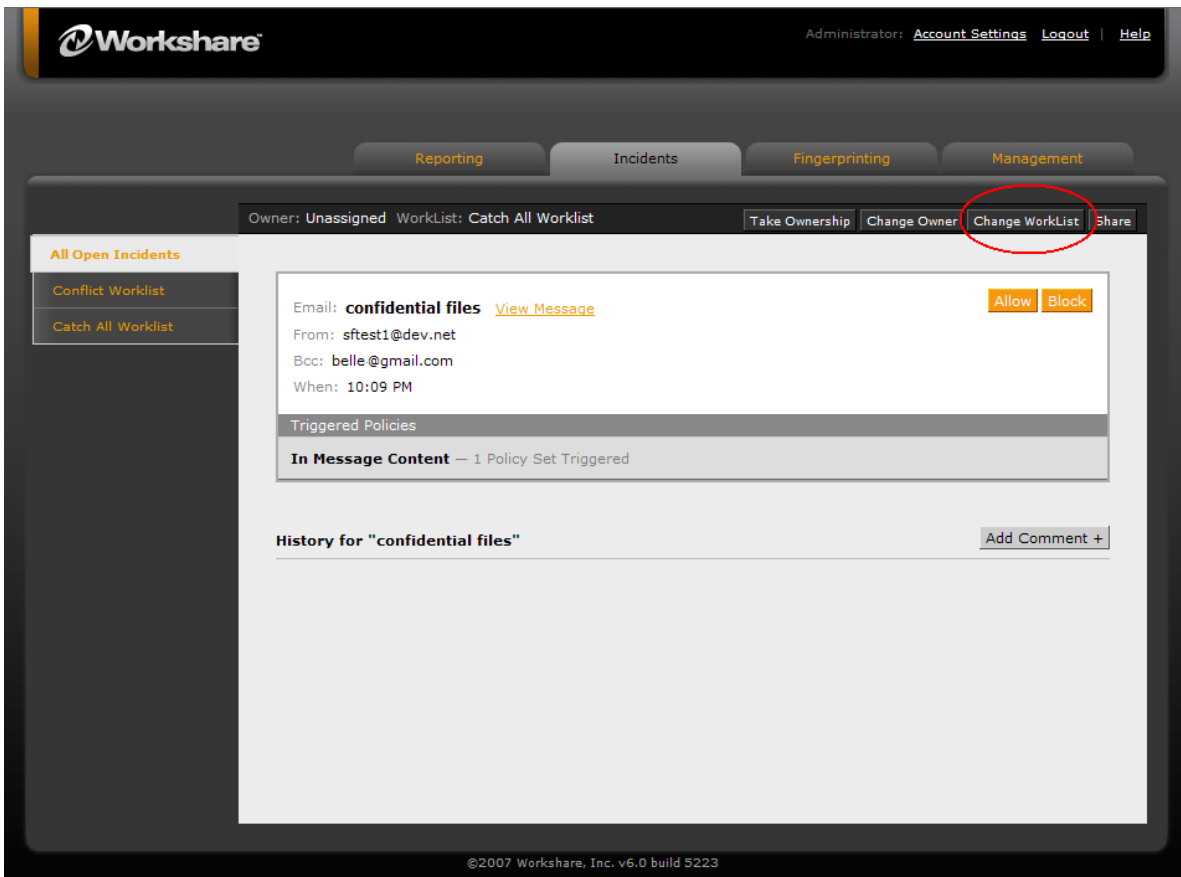 Workshare
Administrator: Account Settings Logout | Help
Reporting Incidents Fingerprinting Management
Owner: Unassigned WorkList: Catch All Worklist Take Ownership Change Owner Change WorkList Share
All Open Incidents
Conflict Worklist
Catch All Worklist
Email: confidential files View Message Allow Block
From: sftest1@dev.net
Bcc: belle@gmail.com
When: 10:09 PM
Triggered Policies
In Message Content — 1 Policy Set Triggered
History for "confidential files" Add Comment +
©2007 Workshare, Inc. v6.0 build 5223